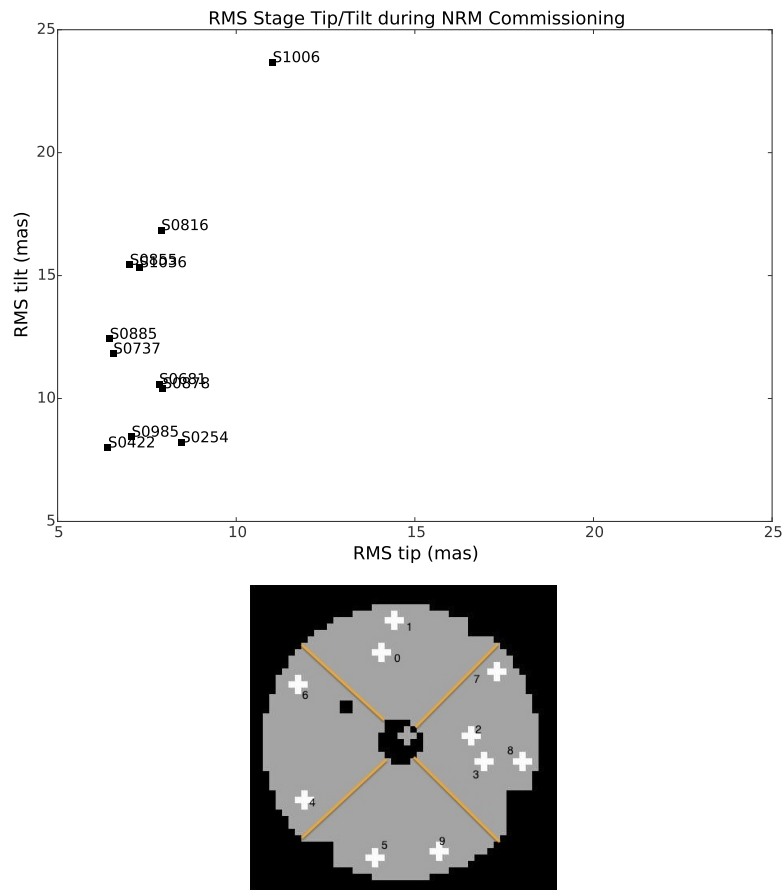 RMS Stage Tip/Tilt during NRM Commissioning
25
20
15
10
5
RMS tilt (mas)
S1006
S0816
S0855
S1036
S0885
S0737
S0681
S0878
S0985
S0254
S0422
5 10 15 20 25
RMS tip (mas)
1
0
7
6
2
8
3
4
5
9